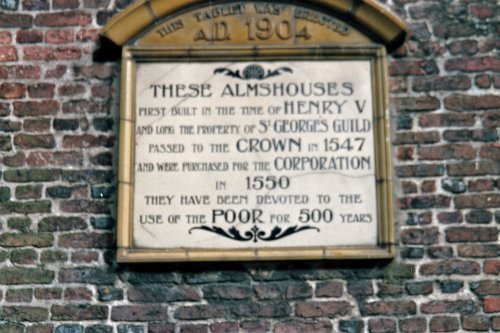 THIS TABLET WAS ERECTED
A.D. 1904
THESE ALMSHOUSES
FIRST BUILT IN THE TIME OF HENRY V
AND LONG THE PROPERTY OF ST GEORGES GUILD
PASSED TO THE CROWN IN 1547
AND WERE PURCHASED FOR THE CORPORATION
IN 1550
THEY HAVE BEEN DEVOTED TO THE
USE OF THE POOR FOR 500 YEARS